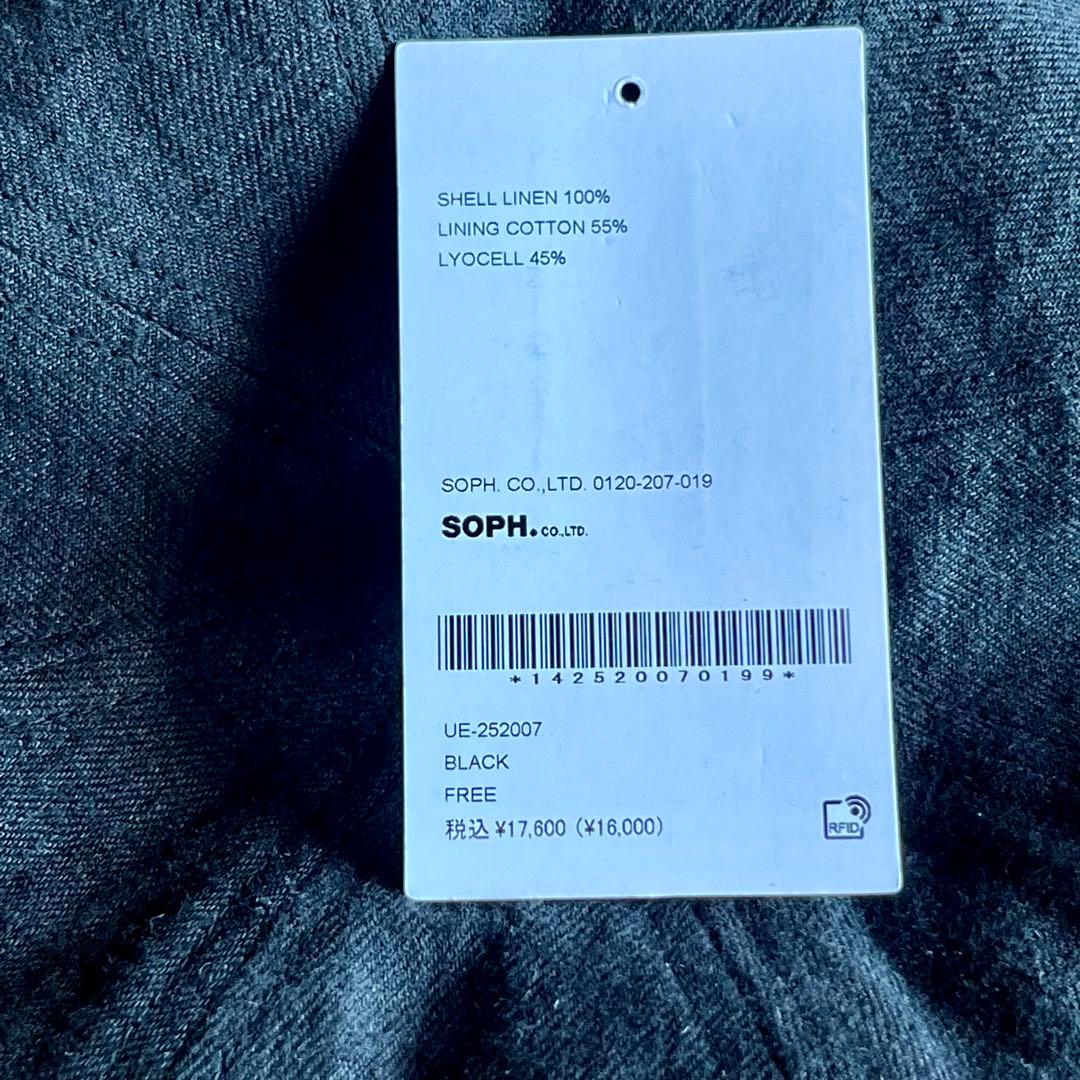 SHELL LINEN 100%
LINING COTTON 55%
LYOCELL 45%
SOPH. CO.,LTD. 0120-207-019
SOPH. CO.,LTD.
*142520070199*
UE-252007
BLACK
FREE
税込 ¥17,600 (¥16,000)
RFID